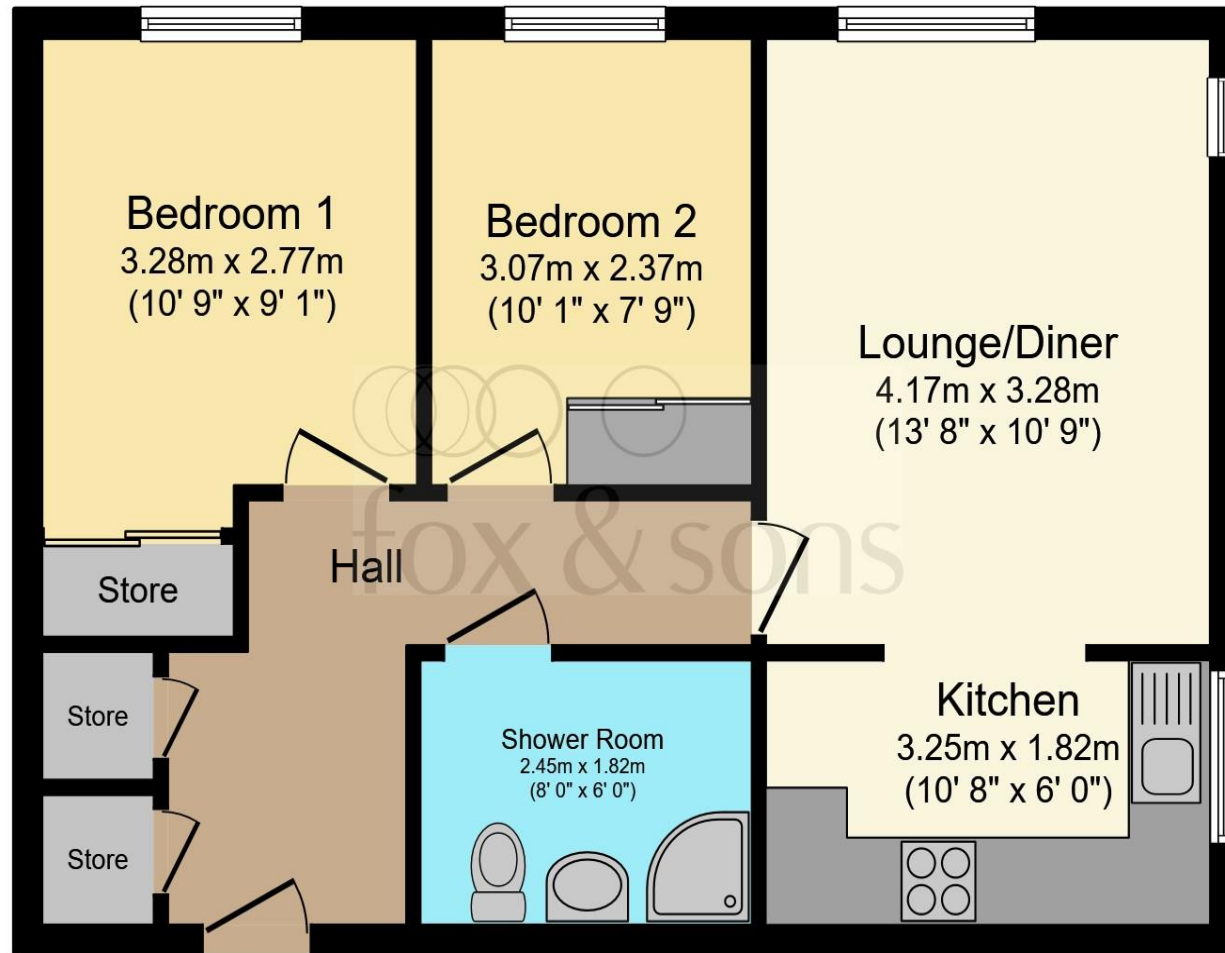 Bedroom 1
3.28m x 2.77m
(10' 9" x 9' 1")
Bedroom 2
3.07m x 2.37m
(10' 1" x 7' 9")
Lounge/Diner
4.17m x 3.28m
(13' 8" x 10' 9")
Hall
fox & sons
Store
Store
Store
Shower Room
2.45m x 1.82m
(8' 0" x 6' 0")
Kitchen
3.25m x 1.82m
(10' 8" x 6' 0")